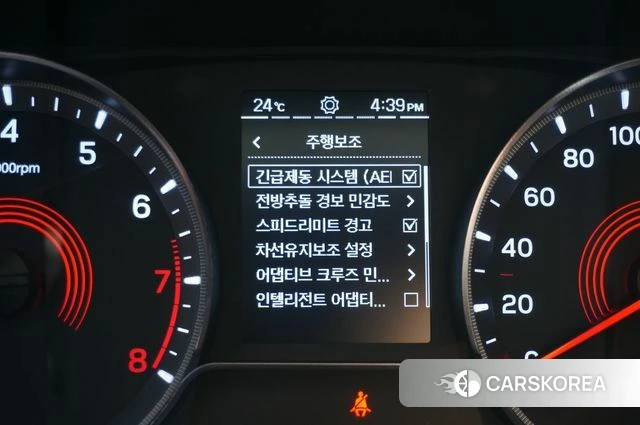 24℃ 4:39PM
< 주행보조
긴급제동 시스템 (AE
전방추돌 경보 민감도 >
스피드리미트 경고
차선유지보조 설정 >
어댑티브 크루즈 민... >
인텔리전트 어댑티...
4
5
6
7
8
000rpm
100
80
60
40
20
CARSKOREA